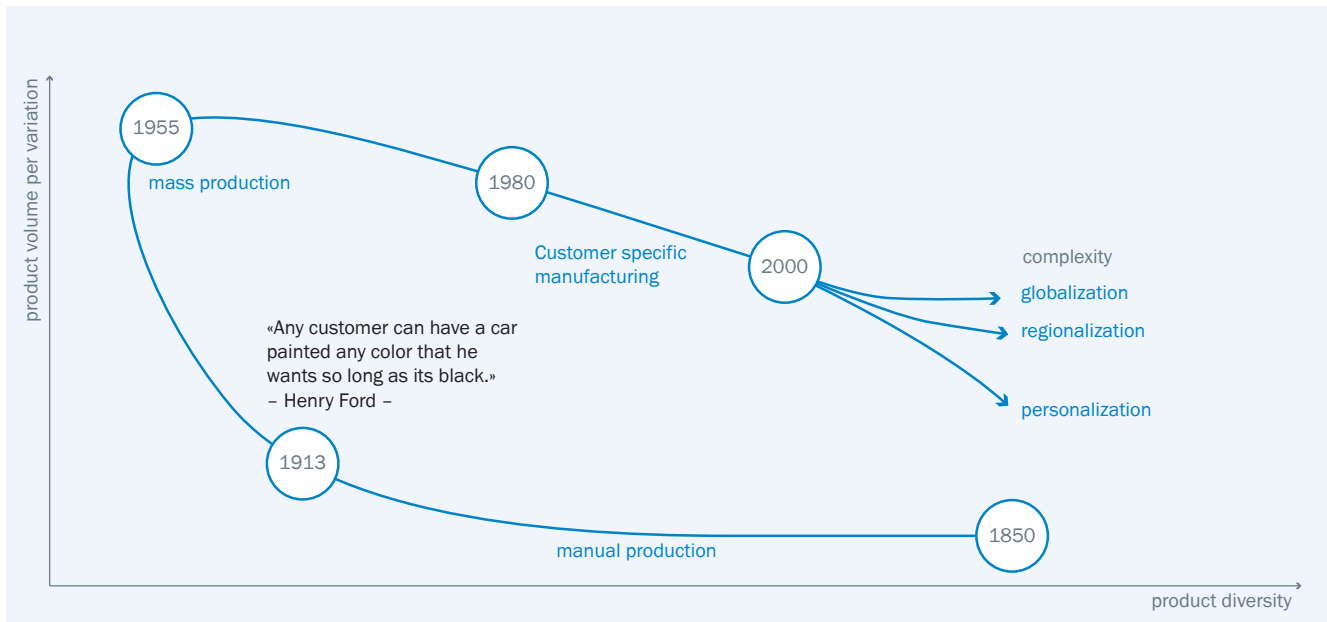 product volume per variation
1955
mass production
1980
Customer specific
manufacturing
2000
complexity
globalization
regionalization
personalization
«Any customer can have a car
painted any color that he
wants so long as its black.»
– Henry Ford –
1913
manual production
1850
product diversity